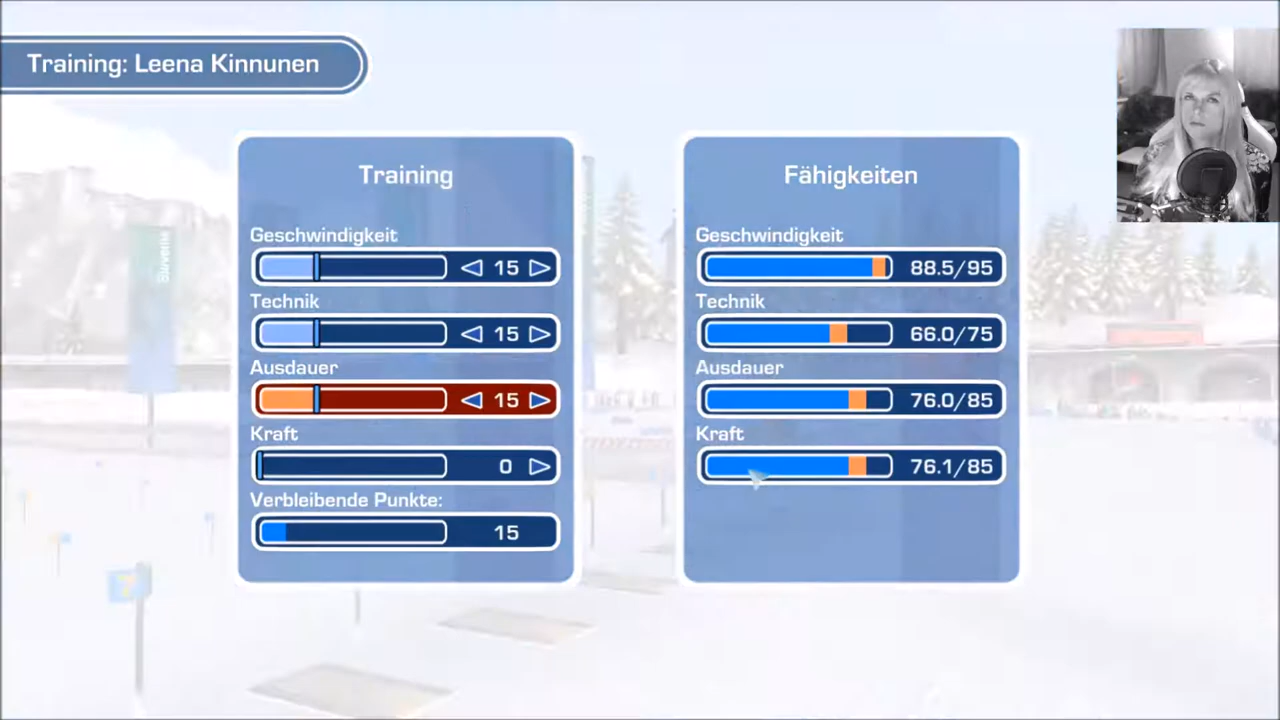 Training: Leena Kinnunen
Training
Geschwindigkeit
15
Technik
15
Ausdauer
15
Kraft
0
Verbleibende Punkte:
15
Fähigkeiten
Geschwindigkeit
88.5/95
Technik
66.0/75
Ausdauer
76.0/85
Kraft
76.1/85